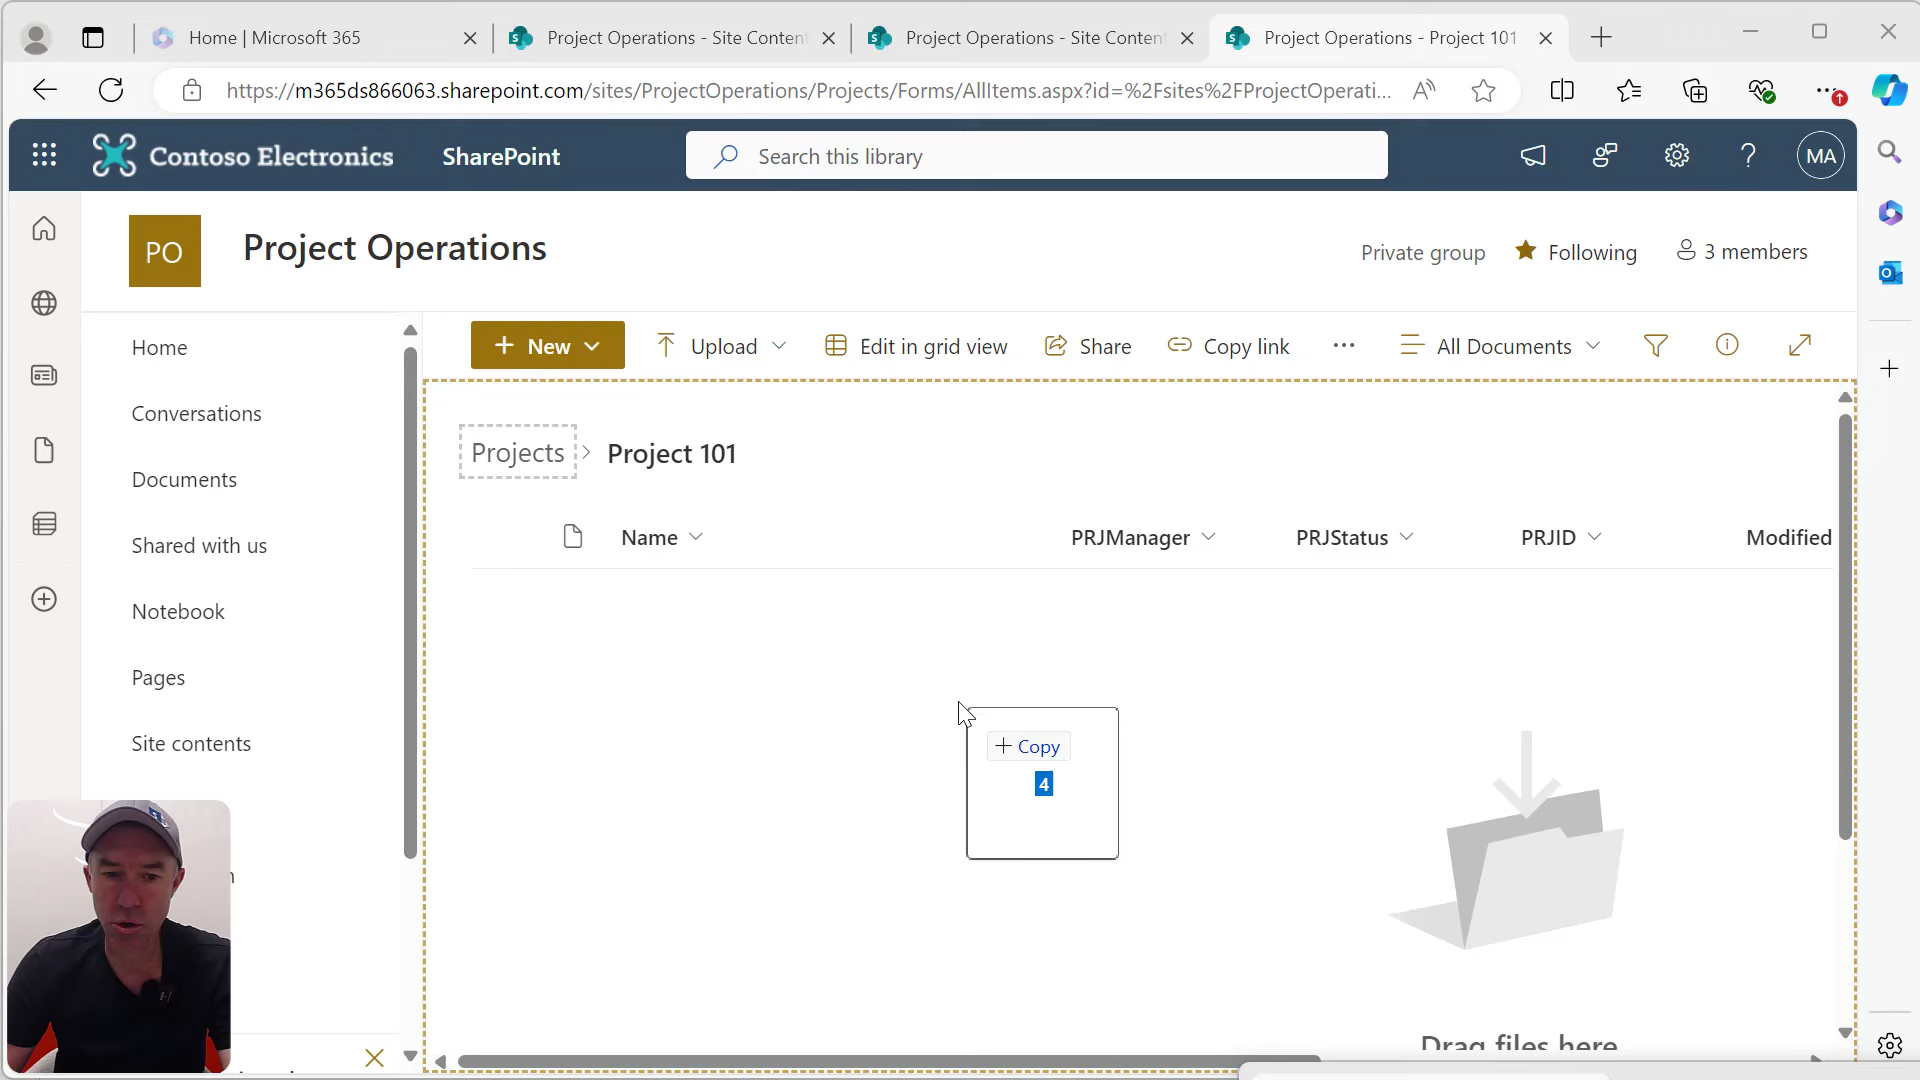 Home | Microsoft 365
Project Operations - Site Conten
Project Operations - Site Conten
Project Operations - Project 101
https://m365ds866063.sharepoint.com/sites/ProjectOperations/Projects/Forms/AllItems.aspx?id=%2Fsites%2FProjectOperati...
Contoso Electronics
SharePoint
Search this library
MA
PO
Project Operations
Private group
Following
3 members
Home
Conversations
Documents
Shared with us
Notebook
Pages
Site contents
+ New
Upload
Edit in grid view
Share
Copy link
...
All Documents
Projects > Project 101
Name
PRJManager
PRJStatus
PRJID
Modified
+ Copy
4
Drag files here